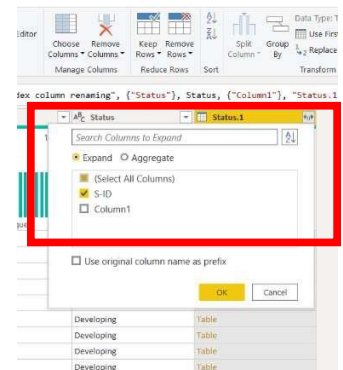 Editor
Choose Columns
Remove Columns
Keep Rows
Remove Rows
Split Column
Group By
Data Type: T
Use First
Replace
Manage Columns
Reduce Rows
Sort
Transform
dex column renaming", {"Status"}, Status, {"Column1"}, "Status.1
ABC Status
Status.1
Search Columns to Expand
Expand
Aggregate
(Select All Columns)
S-ID
Column1
Use original column name as prefix
OK
Cancel
Developing Table
Developing Table
Developing Table
Developing Table